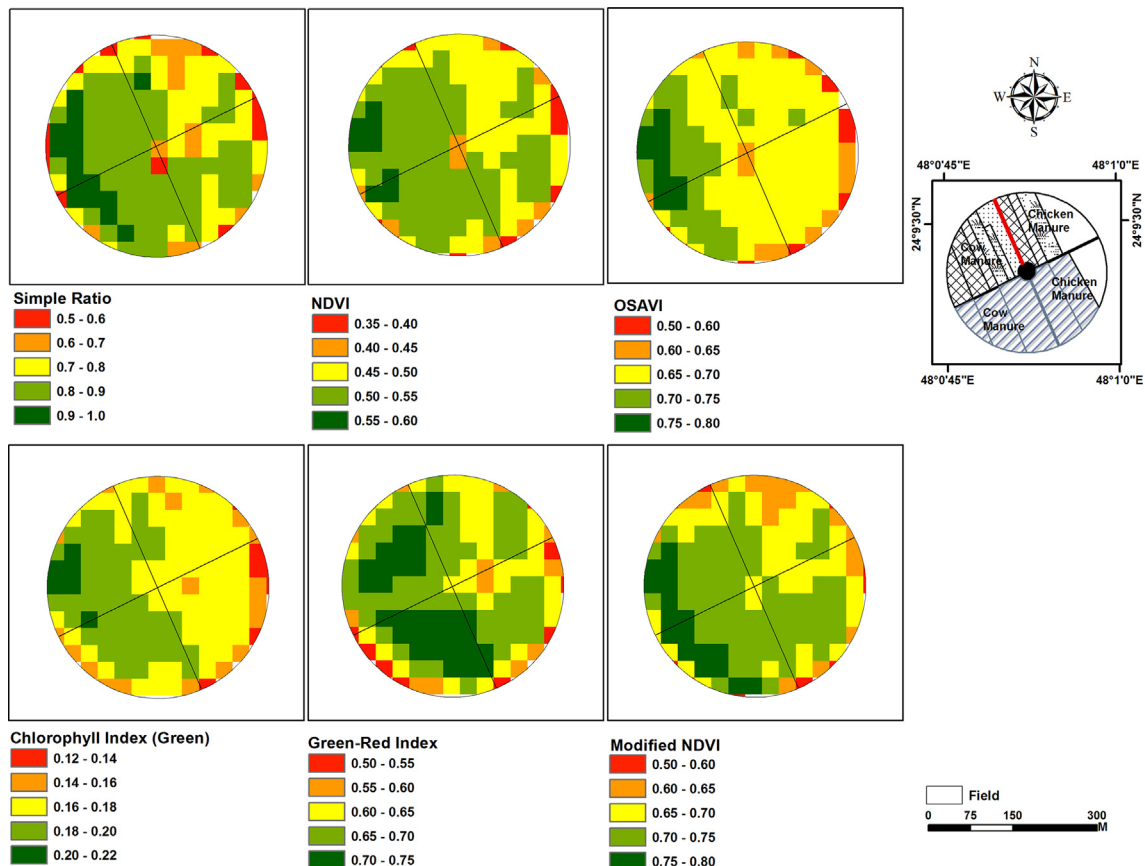 N
W E
S
48°0'45"E 48°1'0"E
24°9'30"N 24°9'30"N
Chicken
Manure
Cow
Manure
Chicken
Manure
Cow
Manure
48°0'45"E 48°1'0"E
Simple Ratio
0.5 - 0.6
0.6 - 0.7
0.7 - 0.8
0.8 - 0.9
0.9 - 1.0
NDVI
0.35 - 0.40
0.40 - 0.45
0.45 - 0.50
0.50 - 0.55
0.55 - 0.60
OSAVI
0.50 - 0.60
0.60 - 0.65
0.65 - 0.70
0.70 - 0.75
0.75 - 0.80
Chlorophyll Index (Green)
0.12 - 0.14
0.14 - 0.16
0.16 - 0.18
0.18 - 0.20
0.20 - 0.22
Green-Red Index
0.50 - 0.55
0.55 - 0.60
0.60 - 0.65
0.65 - 0.70
0.70 - 0.75
Modified NDVI
0.50 - 0.60
0.60 - 0.65
0.65 - 0.70
0.70 - 0.75
0.75 - 0.80
Field
0 75 150 300
M